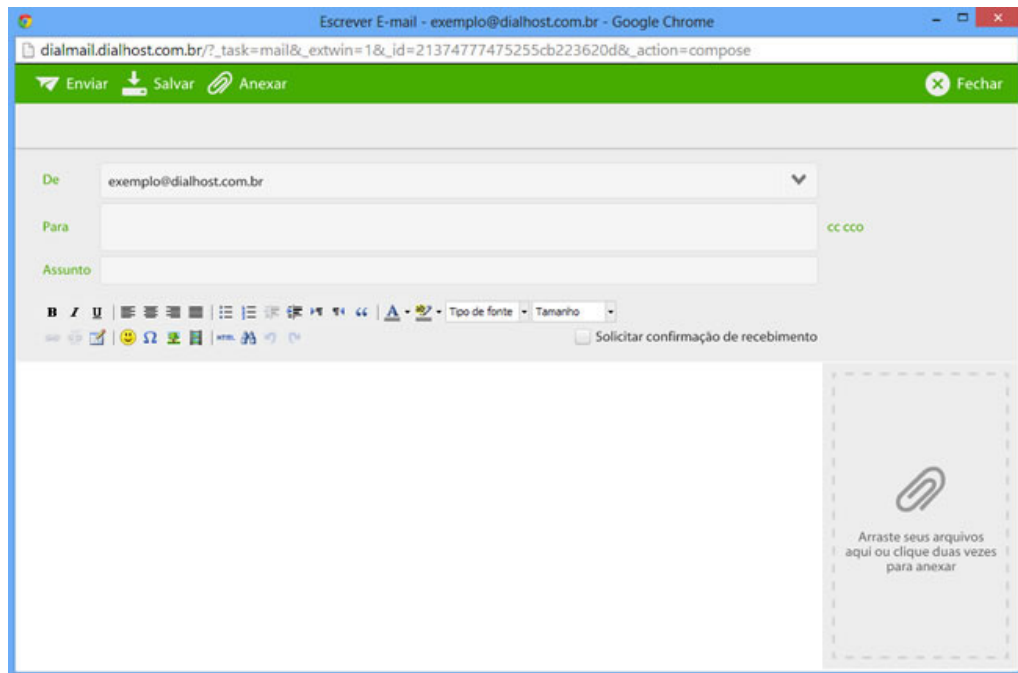 Escrever E-mail - exemplo@dialhost.com.br - Google Chrome
dialmail.dialhost.com.br/?_task=mail&_extwin=1&_id=21374777475255cb223620d&_action=compose
Enviar Salvar Anexar Fechar
De exemplo@dialhost.com.br
Para cc cco
Assunto
B I U A Tipo de fonte Tamanho
Ω HTML Solicitar confirmação de recebimento
Arraste seus arquivos
aqui ou clique duas vezes
para anexar